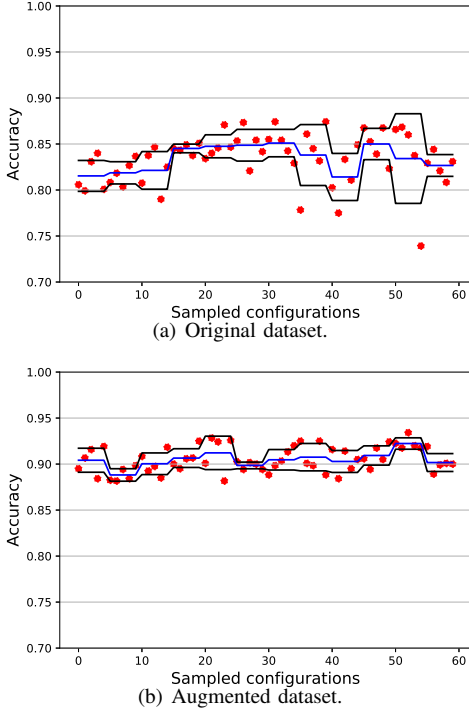 1.00
0.95
0.90
0.85
0.80
0.75
0.70
Accuracy
0 10 20 30 40 50 60
Sampled configurations
(a) Original dataset.
1.00
0.95
0.90
0.85
0.80
0.75
0.70
Accuracy
0 10 20 30 40 50 60
Sampled configurations
(b) Augmented dataset.